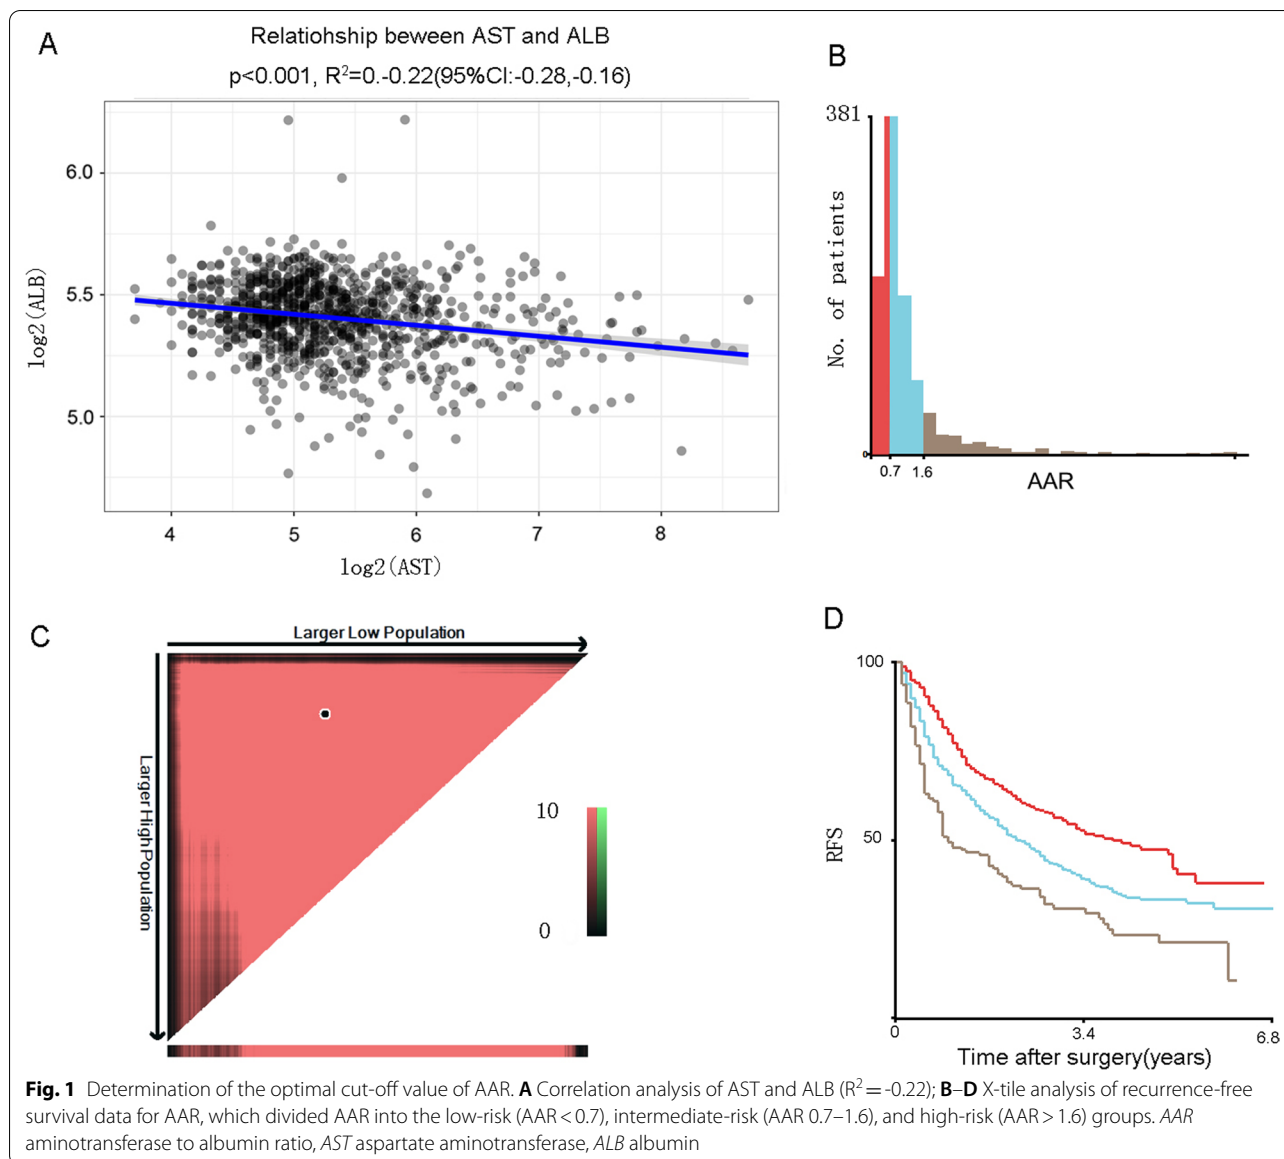 A
Relatiohship beween AST and ALB
p<0.001, R²=0.-0.22(95%CI:-0.28,-0.16)
log2(ALB)
6.0
5.5
5.0
4 5 6 7 8
log2(AST)
B
381
No. of patients
0
0.7 1.6
AAR
C
Larger Low Population
Larger High Population
10
0
D
100
50
RFS
0 3.4 6.8
Time after surgery(years)
Fig. 1 Determination of the optimal cut-off value of AAR. A Correlation analysis of AST and ALB (R² = -0.22); B–D X-tile analysis of recurrence-free
survival data for AAR, which divided AAR into the low-risk (AAR < 0.7), intermediate-risk (AAR 0.7–1.6), and high-risk (AAR > 1.6) groups. AAR
aminotransferase to albumin ratio, AST aspartate aminotransferase, ALB albumin